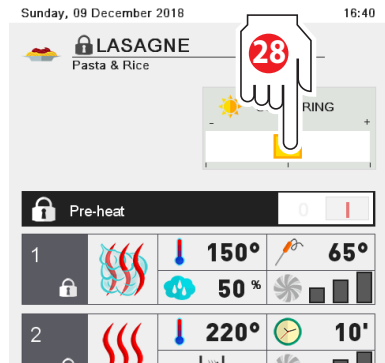 Sunday, 09 December 2018 16:40
LASAGNE
Pasta & Rice
28
RING
- +
Pre-heat 0 I
1 150° 65°
50 %
2 220° 10'